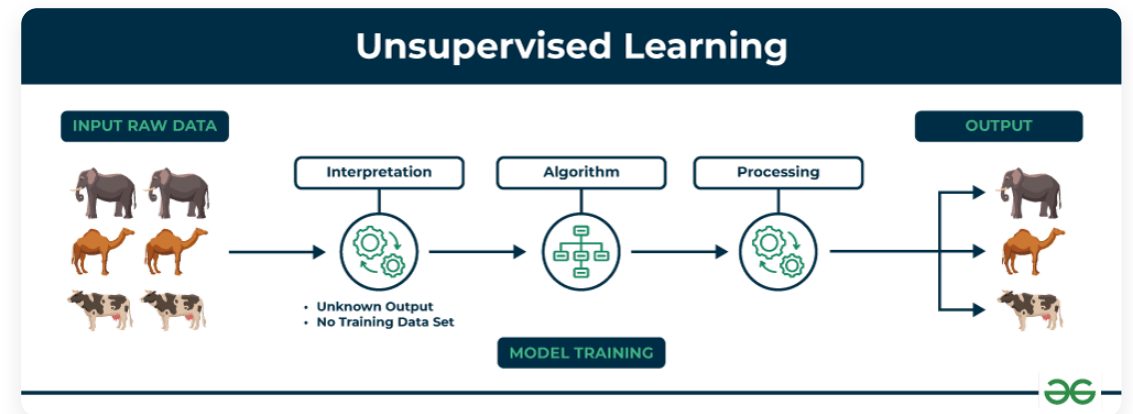 Unsupervised Learning
INPUT RAW DATA
OUTPUT
Interpretation
Algorithm
Processing
• Unknown Output
• No Training Data Set
MODEL TRAINING